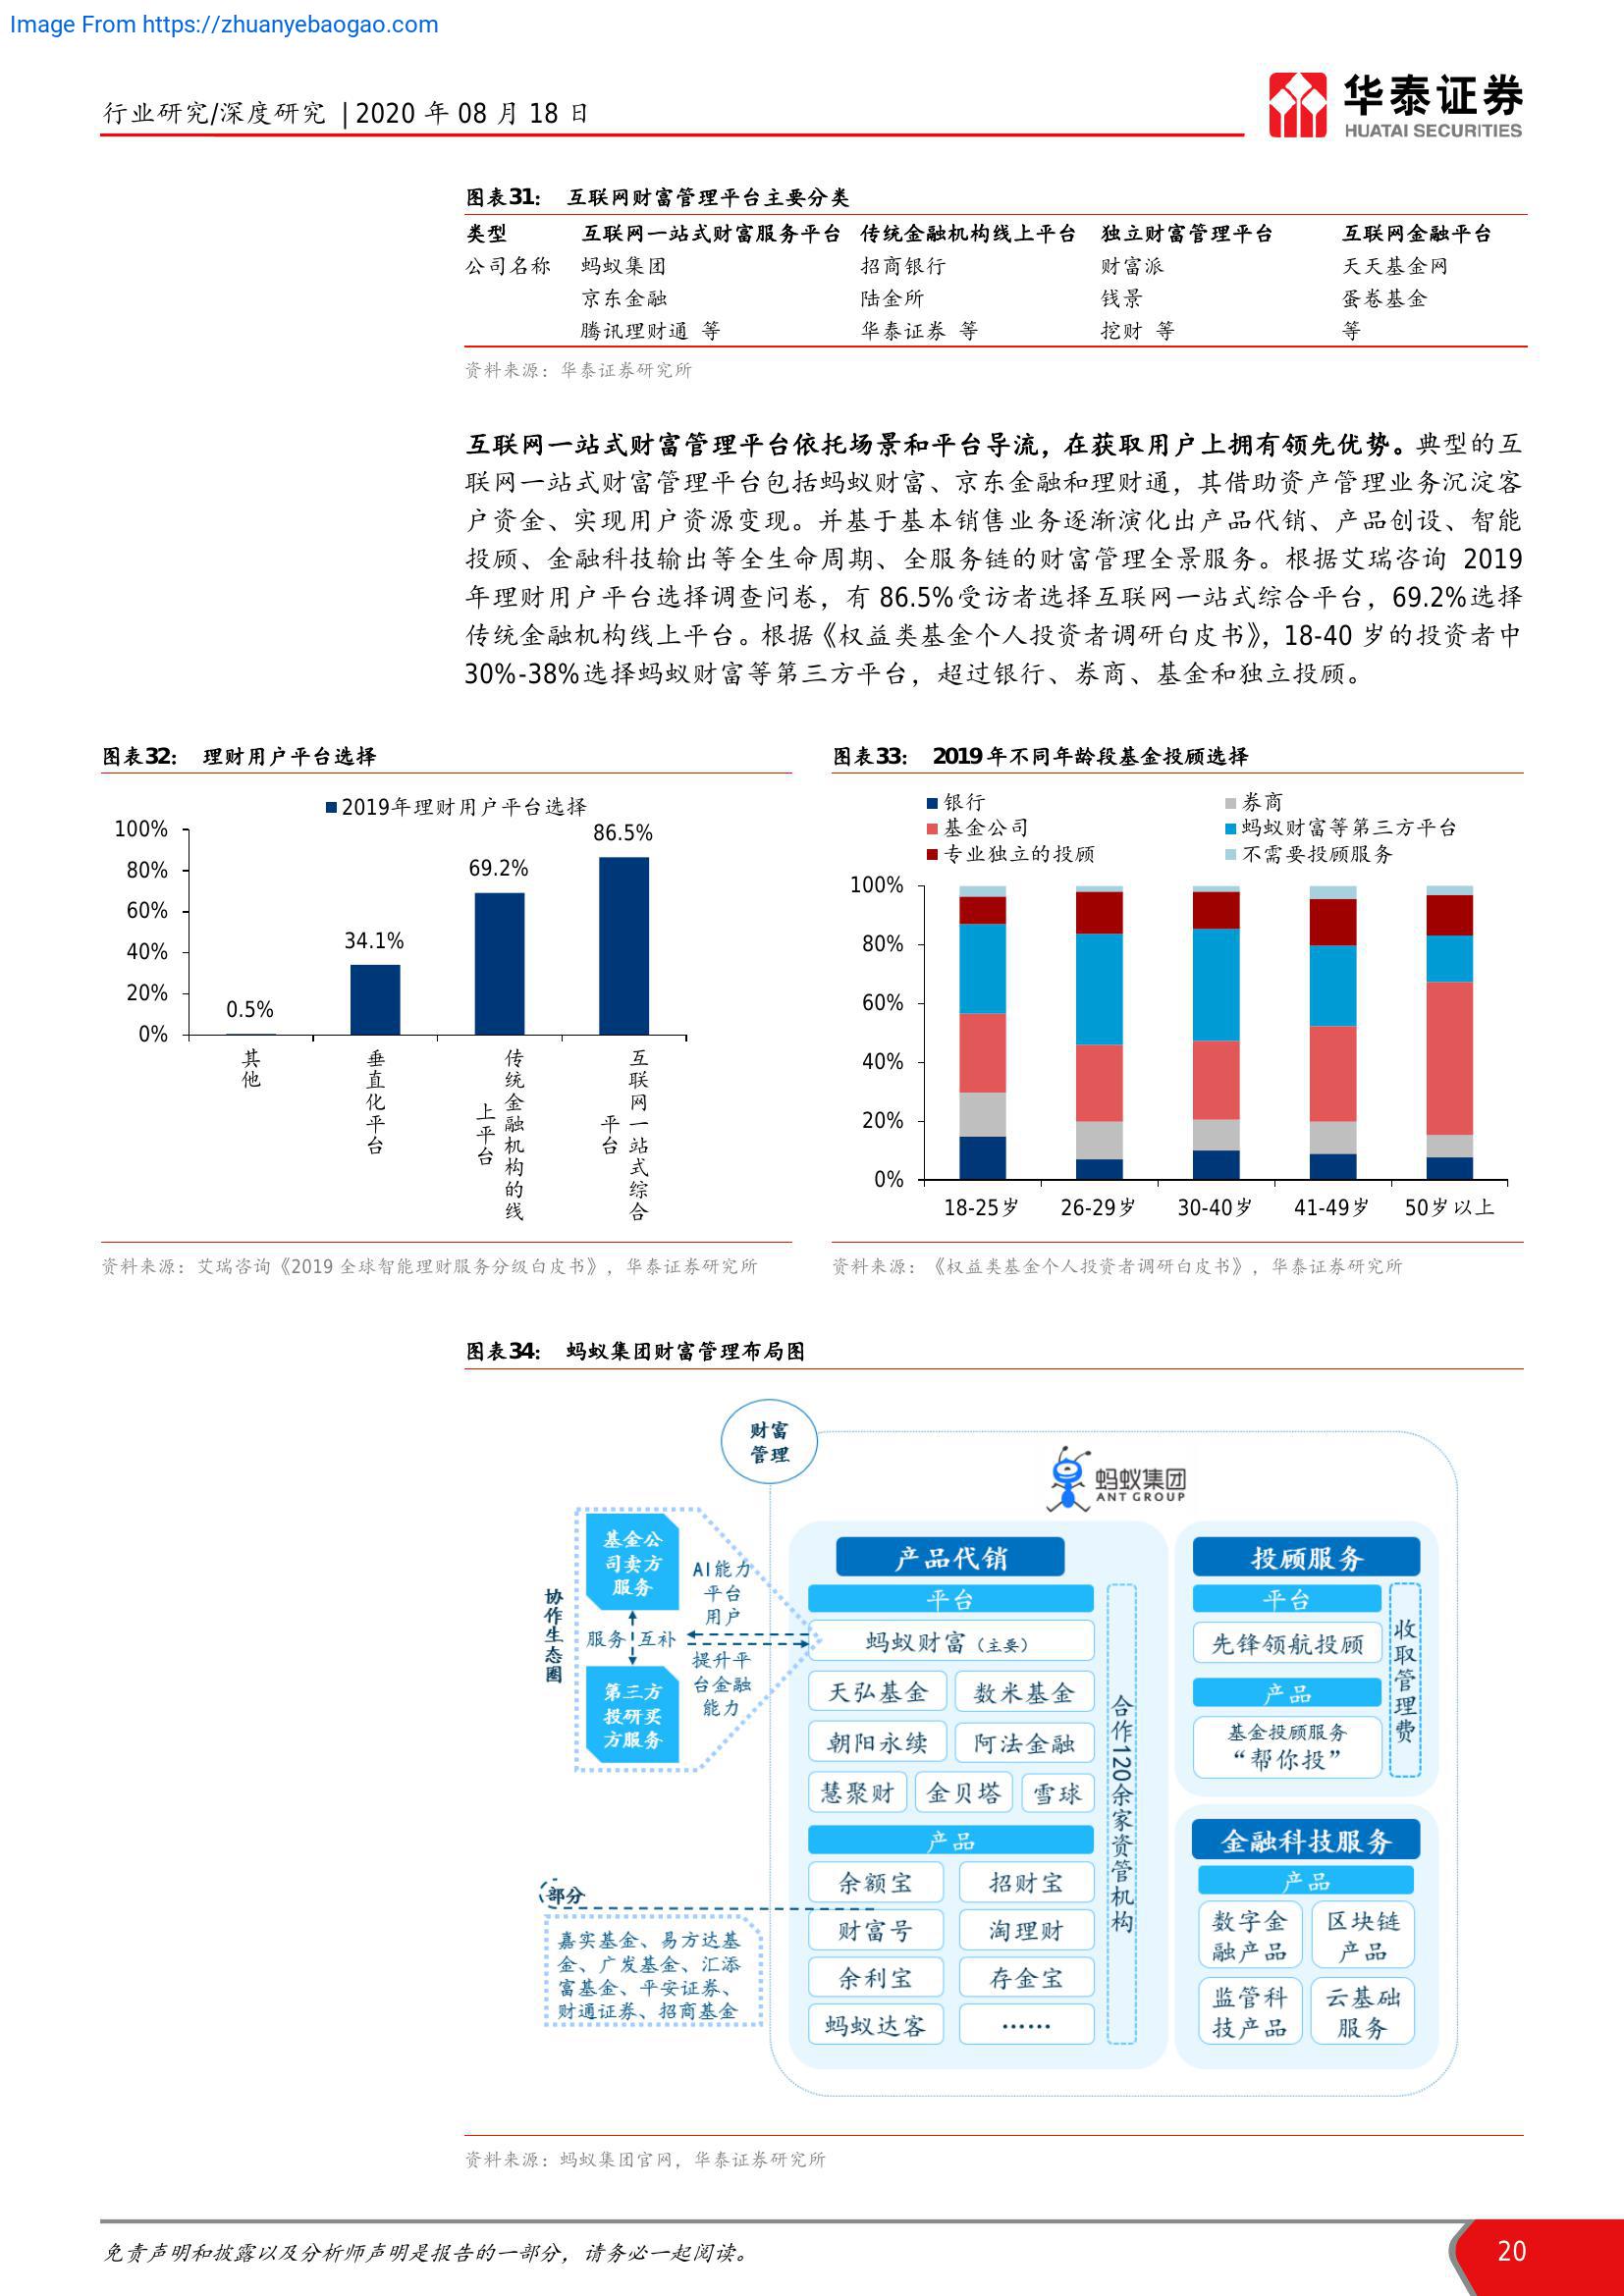 Image From https://zhuanyebaogao.com
行业研究/深度研究 | 2020 年 08 月 18 日
华泰证券
HUATAI SECURITIES
图表31： 互联网财富管理平台主要分类
类型 互联网一站式财富服务平台 传统金融机构线上平台 独立财富管理平台 互联网金融平台
公司名称 蚂蚁集团 招商银行 财富派 天天基金网
京东金融 陆金所 钱景 蛋卷基金
腾讯理财通 等 华泰证券 等 挖财 等 等
资料来源：华泰证券研究所
互联网一站式财富管理平台依托场景和平台导流，在获取用户上拥有领先优势。典型的互
联网一站式财富管理平台包括蚂蚁财富、京东金融和理财通，其借助资产管理业务沉淀客
户资金、实现用户资源变现。并基于基本销售业务逐渐演化出产品代销、产品创设、智能
投顾、金融科技输出等全生命周期、全服务链的财富管理全景服务。根据艾瑞咨询 2019
年理财用户平台选择调查问卷，有 86.5%受访者选择互联网一站式综合平台，69.2%选择
传统金融机构线上平台。根据《权益类基金个人投资者调研白皮书》，18-40 岁的投资者中
30%-38%选择蚂蚁财富等第三方平台，超过银行、券商、基金和独立投顾。
图表32： 理财用户平台选择
2019年理财用户平台选择
100%
80%
60%
40%
20%
0%
0.5%
34.1%
69.2%
86.5%
其他
垂直化平台
传统金融机构的线
上平台
互联网一站式综合
平台
资料来源：艾瑞咨询《2019 全球智能理财服务分级白皮书》，华泰证券研究所
图表33： 2019 年不同年龄段基金投顾选择
银行 券商
基金公司 蚂蚁财富等第三方平台
专业独立的投顾 不需要投顾服务
100%
80%
60%
40%
20%
0%
18-25岁 26-29岁 30-40岁 41-49岁 50岁以上
资料来源：《权益类基金个人投资者调研白皮书》，华泰证券研究所
图表34： 蚂蚁集团财富管理布局图
财富
管理
蚂蚁集团
ANT GROUP
协作生态圈
基金公
司卖方
服务
服务 互补
第三方
投研买
方服务
AI能力
平台
用户
提升平
台金融
能力
产品代销
平台
蚂蚁财富（主要）
天弘基金 数米基金
朝阳永续 阿法金融
慧聚财 金贝塔 雪球
产品
余额宝 招财宝
财富号 淘理财
余利宝 存金宝
蚂蚁达客 ……
合作120余家资管机构
投顾服务
平台
先锋领航投顾
产品
基金投顾服务
“帮你投”
收取管理费
金融科技服务
产品
数字金
融产品
区块链
产品
监管科
技产品
云基础
服务
部分
嘉实基金、易方达基
金、广发基金、汇添
富基金、平安证券、
财通证券、招商基金
资料来源：蚂蚁集团官网，华泰证券研究所
免责声明和披露以及分析师声明是报告的一部分，请务必一起阅读。
20